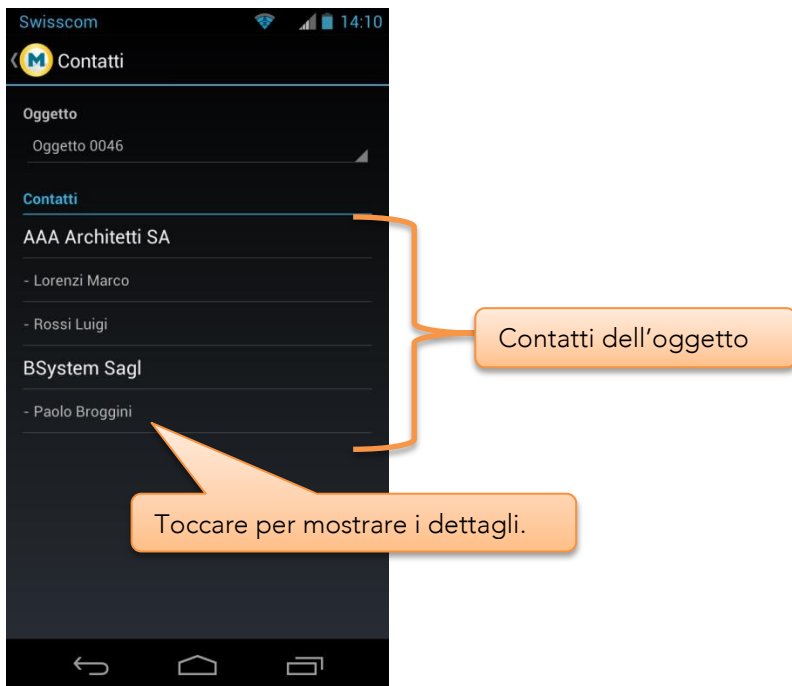 Swisscom 14:10
M Contatti
Oggetto
Oggetto 0046
Contatti
AAA Architetti SA
- Lorenzi Marco
- Rossi Luigi
Contatti dell’oggetto
BSystem Sagl
- Paolo Broggini
Toccare per mostrare i dettagli.